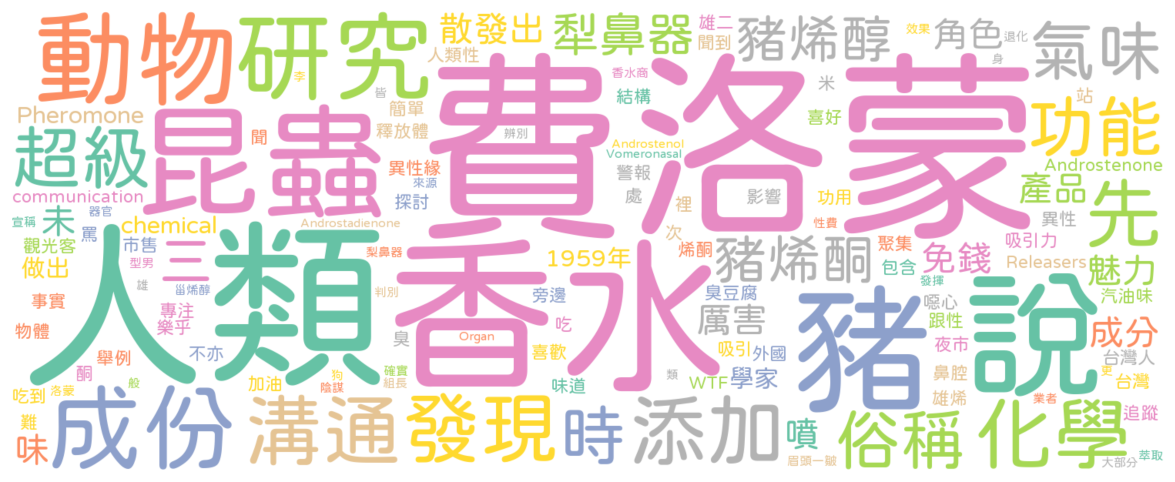 動物
研究
散發出
犁鼻器
雄二
聞到
豬烯醇
效果
角色
退化
身
氣味
人類性
李
皆
香水商
米
站
Pheromone
簡單
釋放體
結構
喜好
功能
超級
昆蟲
聞
費洛蒙
辨別
Androstenol
Vomeronasal
Androstenone
communication
異性緣
來源
探討
警報
處
裡
影響
功用
產品
先
宣稱
器官
未
罵
chemical
Androstadienone
性費
異性
觀光客
市售
三
犁鼻器
1959年
次
烯酮
聚集
免錢
吸引力
做出
型男
人類
香水
豬烯酮
包含
發揮
Releasers
魅力
雄
甾烯醇
判別
旁邊
臭豆腐
豬
說
噁心
汽油味
事實
專注
樂乎
厲害
跟性
物體
臭
Organ
吃
喜歡
吸引
外國
夜市
成分
舉例
不亦
類
台灣人
酮
洛蒙
般
加油
狗
陰謀
確實
組長
味道
WTF
學家
鼻腔
更
台灣
吃到
雄烯
業者
追蹤
難
味
成份
溝通
發現
時
添加
噴
俗稱
化學
眉頭一皺
大部分
萃取